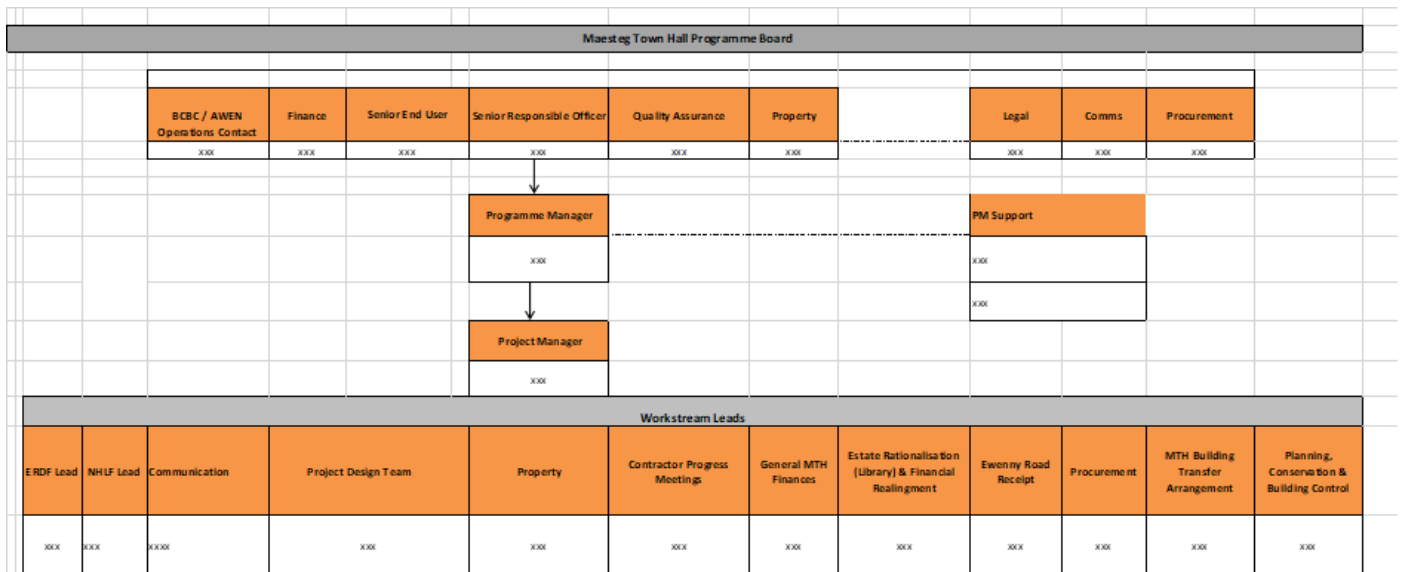 Maesteg Town Hall Programme Board
BCBC / AWEN
Operations Contact
Finance
Senior End User
Senior Responsible Officer
Quality Assurance
Property
Legal
Comms
Procurement
xxx
xxx
xxx
xxx
xxx
xxx
xxx
xxx
xxx
Programme Manager
PM Support
xxx
xxx
xxx
Project Manager
xxx
Workstream Leads
ERDF Lead
NHLF Lead
Communication
Project Design Team
Property
Contractor Progress
Meetings
General MTH
Finances
Estate Rationalisation
(Library) & Financial
Realingment
Ewenny Road
Receipt
Procurement
MTH Building
Transfer
Arrangement
Planning,
Conservation &
Building Control
xxx
xxx
xxxx
xxx
xxx
xxx
xxx
xxx
xxx
xxx
xxx
xxx